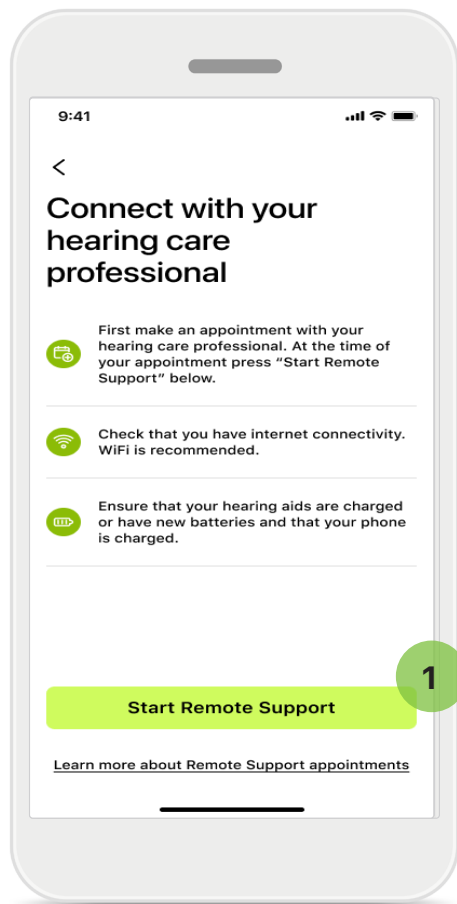 9:41
Connect with your
hearing care
professional
First make an appointment with your
hearing care professional. At the time of
your appointment press “Start Remote
Support” below.
Check that you have internet connectivity.
WiFi is recommended.
Ensure that your hearing aids are charged
or have new batteries and that your phone
is charged.
1
Start Remote Support
Learn more about Remote Support appointments